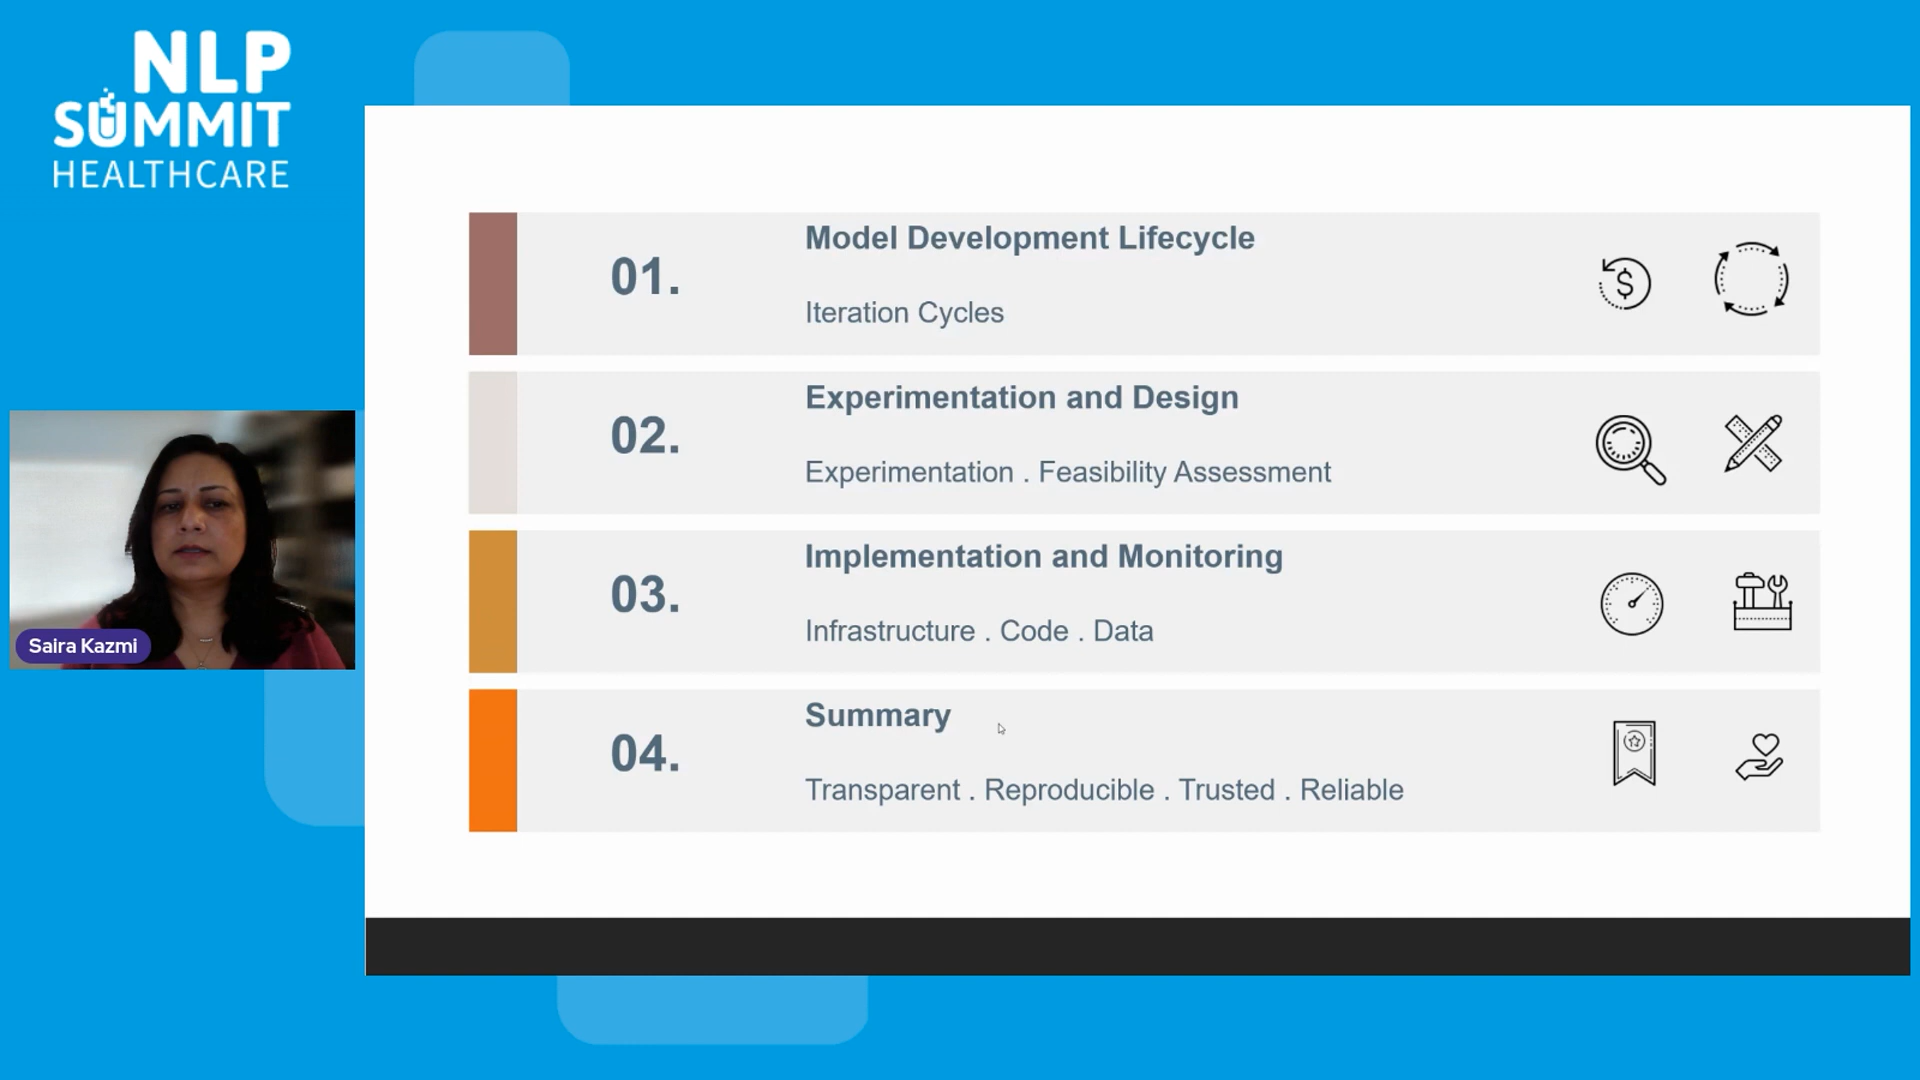 NLP
SUMMIT
HEALTHCARE
01.
Model Development Lifecycle
Iteration Cycles
02.
Experimentation and Design
Experimentation . Feasibility Assessment
03.
Implementation and Monitoring
Infrastructure . Code . Data
04.
Summary
Transparent . Reproducible . Trusted . Reliable
Saira Kazmi